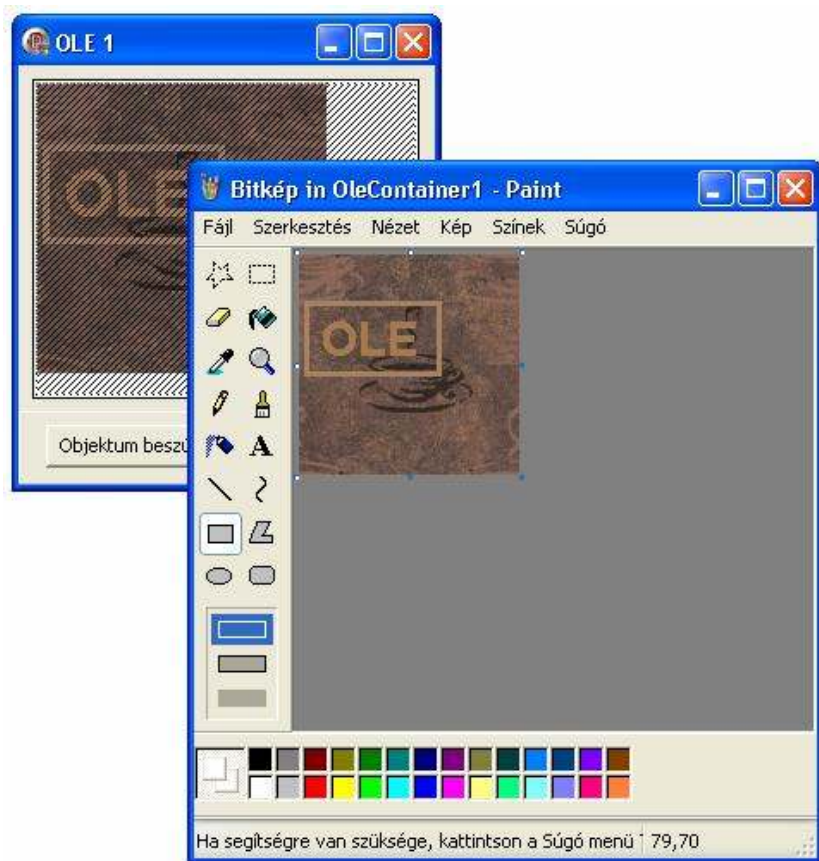 OLE 1
OLE
Bitkép in OleContainer1 - Paint
Fájl Szerkesztés Nézet Kép Színek Súgó
OLE
A
Objektum
Ha segítségre van szüksége, kattintson a Súgó menü 79,70